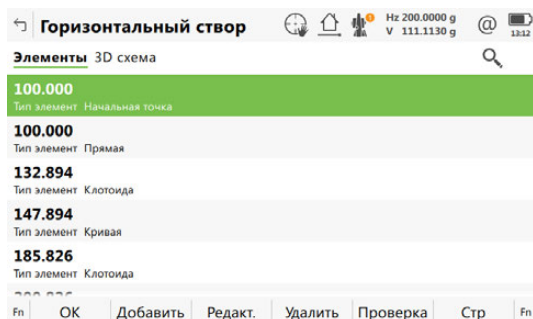 Горизонтальный створ
Hz 200.0000 g
V 111.1130 g
@
13:12
Элементы 3D схема
100.000
Тип элемент Начальная точка
100.000
Тип элемент Прямая
132.894
Тип элемент Клотоида
147.894
Тип элемент Кривая
185.826
Тип элемент Клотоида
Fn ОК Добавить Редакт. Удалить Проверка Стр Fn